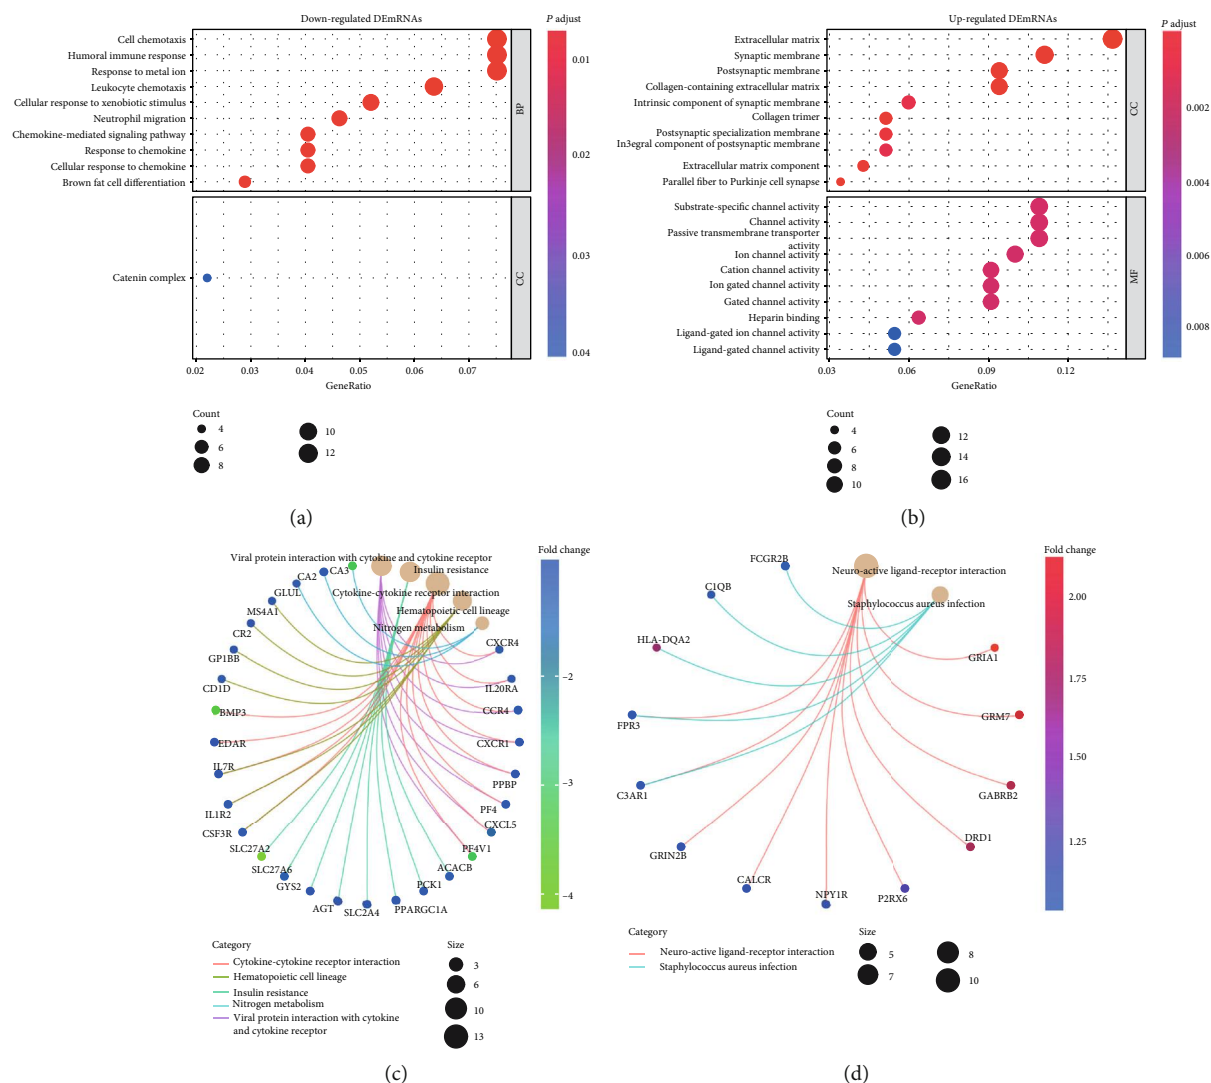 Down-regulated DEmRNAs
P adjust
Cell chemotaxis
Humoral immune response
Response to metal ion
Leukocyte chemotaxis
Cellular response to xenobiotic stimulus
Neutrophil migration
Chemokine-mediated signaling pathway
Response to chemokine
Cellular response to chemokine
Brown fat cell differentiation
BP
Catenin complex
CC
0.01
0.02
0.03
0.04
0.02
0.03
0.04
0.05
0.06
0.07
GeneRatio
Count
4
6
8
10
12
(a)
Up-regulated DEmRNAs
P adjust
Extracellular matrix
Synaptic membrane
Postsynaptic membrane
Collagen-containing extracellular matrix
Intrinsic component of synaptic membrane
Collagen trimer
Postsynaptic specialization membrane
In3egral component of postsynaptic membrane
Extracellular matrix component
Parallel fiber to Purkinje cell synapse
CC
Substrate-specific channel activity
Channel activity
Passive transmembrane transporter
activity
Ion channel activity
Cation channel activity
Ion gated channel activity
Gated channel activity
Heparin binding
Ligand-gated ion channel activity
Ligand-gated channel activity
MF
0.002
0.004
0.006
0.008
0.03
0.06
0.09
0.12
GeneRatio
Count
4
6
8
10
12
14
16
(b)
Fold change
Viral protein interaction with cytokine and cytokine receptor
Insulin resistance
Cytokine-cytokine receptor interaction
Hematopoietic cell lineage
Nitrogen metabolism
CA3
CA2
GLUL
MS4A1
CR2
GP1BB
CD1D
BMP3
EDAR
IL7R
IL1R2
CSF3R
SLC27A2
SLC27A6
GYS2
AGT
SLC2A4
PPARGC1A
PCK1
ACACB
PF4V1
CXCL5
PF4
PPBP
CXCR1
CCR4
IL20RA
CXCR4
−2
−3
−4
Category
Cytokine-cytokine receptor interaction
Hematopoietic cell lineage
Insulin resistance
Nitrogen metabolism
Viral protein interaction with cytokine
and cytokine receptor
Size
3
6
10
13
(c)
Fold change
FCGR2B
Neuro-active ligand-receptor interaction
C1QB
Staphylococcus aureus infection
HLA-DQA2
GRIA1
FPR3
GRM7
C3AR1
GABRB2
GRIN2B
DRD1
CALCR
NPY1R
P2RX6
2.00
1.75
1.50
1.25
Category
Neuro-active ligand-receptor interaction
Staphylococcus aureus infection
Size
5
7
8
10
(d)